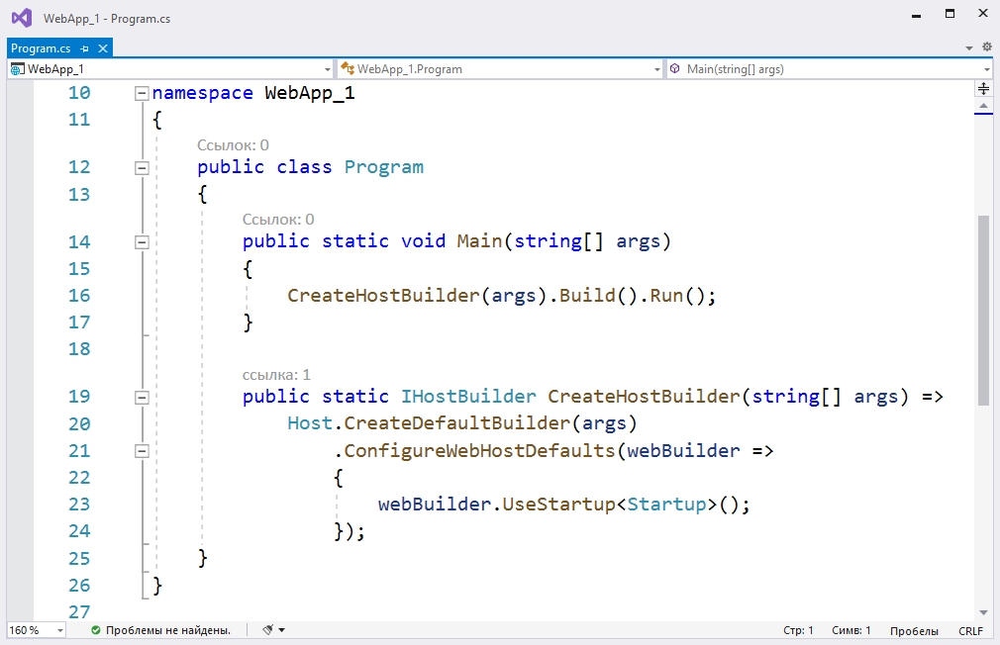 WebApp_1 - Program.cs
Program.cs
WebApp_1 WebApp_1.Program Main(string[] args)
10 namespace WebApp_1
11 {
Ссылок: 0
12 public class Program
13 {
Ссылок: 0
14 public static void Main(string[] args)
15 {
16 CreateHostBuilder(args).Build().Run();
17 }
18
ссылка: 1
19 public static IHostBuilder CreateHostBuilder(string[] args) =>
20 Host.CreateDefaultBuilder(args)
21 .ConfigureWebHostDefaults(webBuilder =>
22 {
23 webBuilder.UseStartup<Startup>();
24 });
25 }
26 }
27
160 % Проблемы не найдены. Стр: 1 Симв: 1 Пробелы CRLF